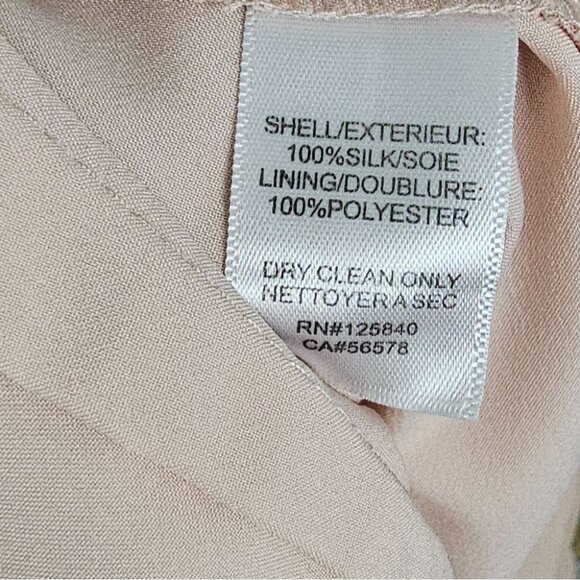 SHELL/EXTERIEUR:
100%SILK/SOIE
LINING/DOUBLURE:
100%POLYESTER
DRY CLEAN ONLY
NETTOYER A SEC
RN#125840
CA#56578